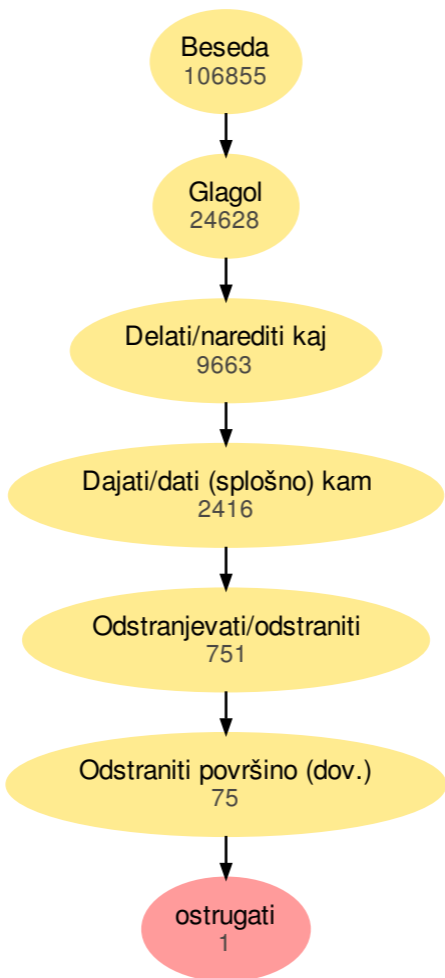 Beseda
106855
Glagol
24628
Delati/narediti kaj
9663
Dajati/dati (splošno) kam
2416
Odstranjevati/odstraniti
751
Odstraniti površino (dov.)
75
ostrugati
1